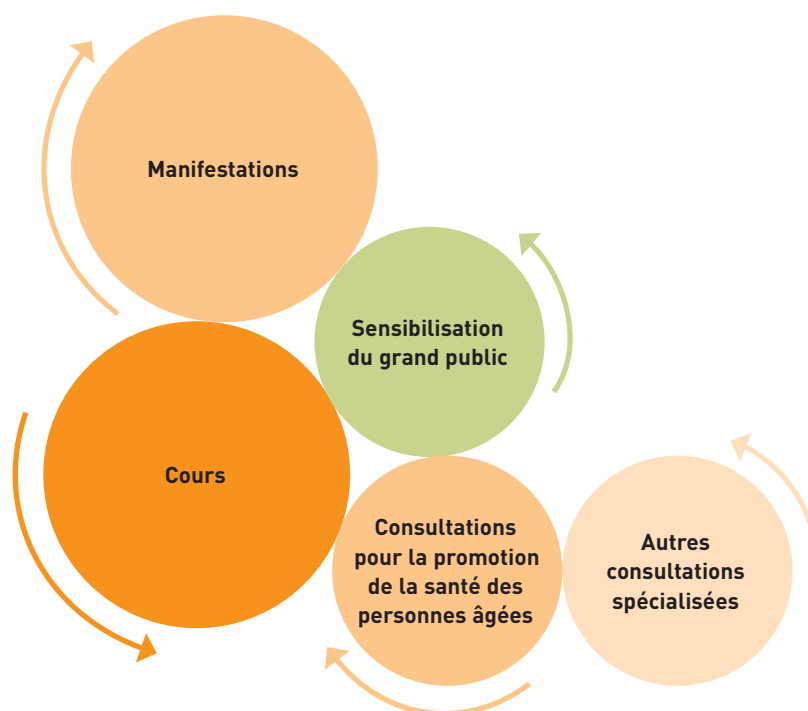 Manifestations
Sensibilisation
du grand public
Cours
Consultations
pour la promotion
de la santé des
personnes âgées
Autres
consultations
spécialisées